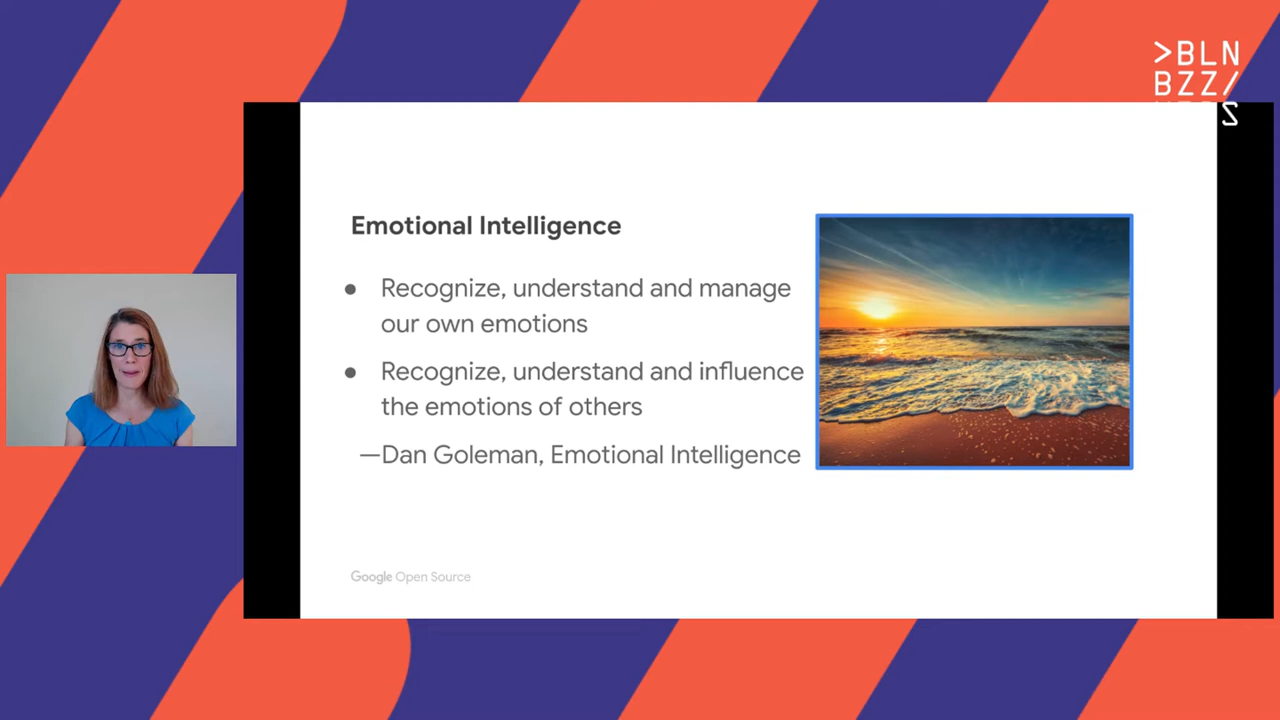 >BLN
BZZ/
Emotional Intelligence
● Recognize, understand and manage
our own emotions
● Recognize, understand and influence
the emotions of others
—Dan Goleman, Emotional Intelligence
Google Open Source